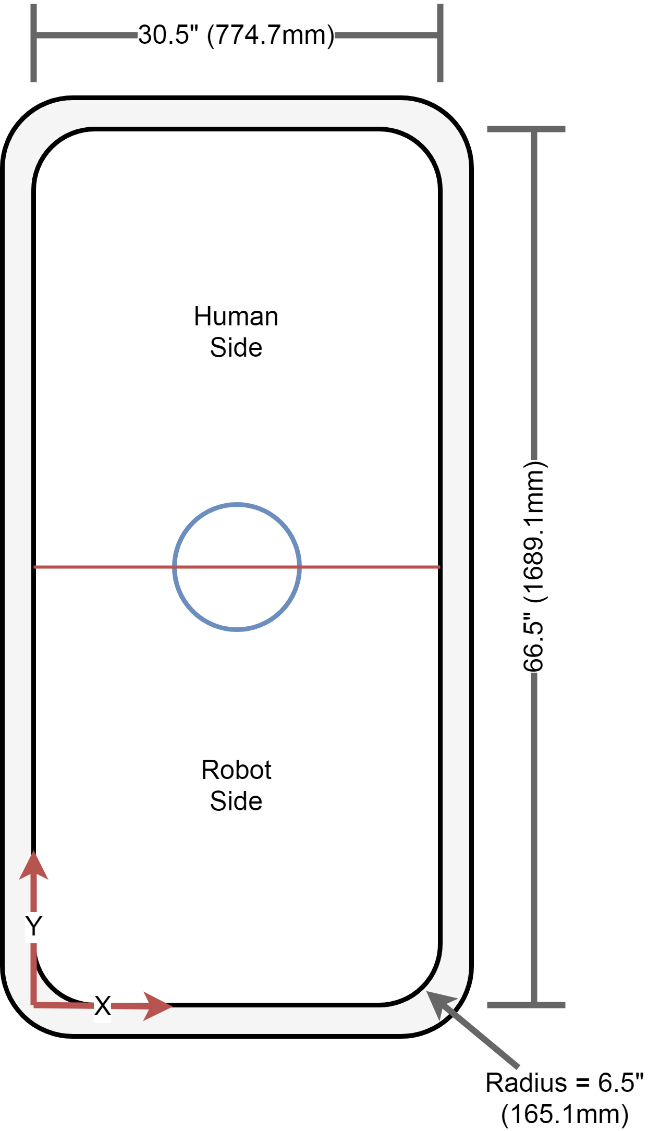 30.5" (774.7mm)
Human
Side
66.5" (1689.1mm)
Robot
Side
Y
X
Radius = 6.5"
(165.1mm)